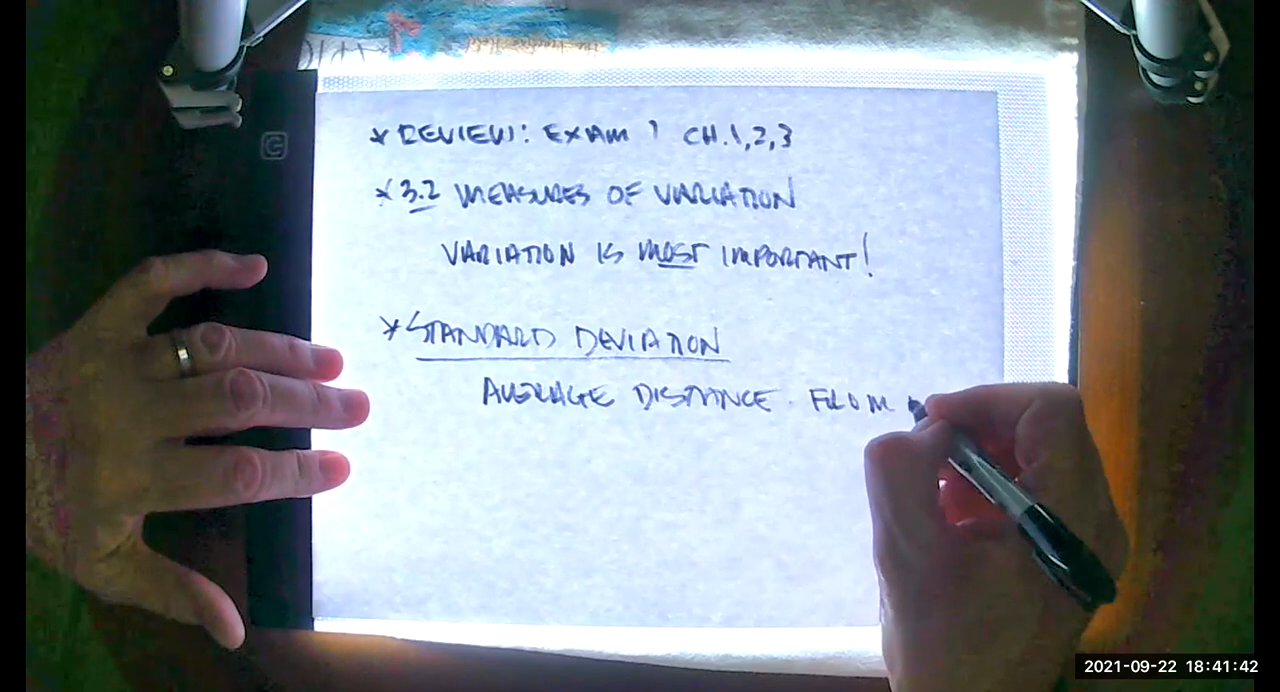 * REVIEW: EXAM 1 CH. 1, 2, 3
* 3.2 MEASURES OF VARIATION
VARIATION IS MOST IMPORTANT!
* STANDARD DEVIATION
AVERAGE DISTANCE FROM
2021-09-22 18:41:42